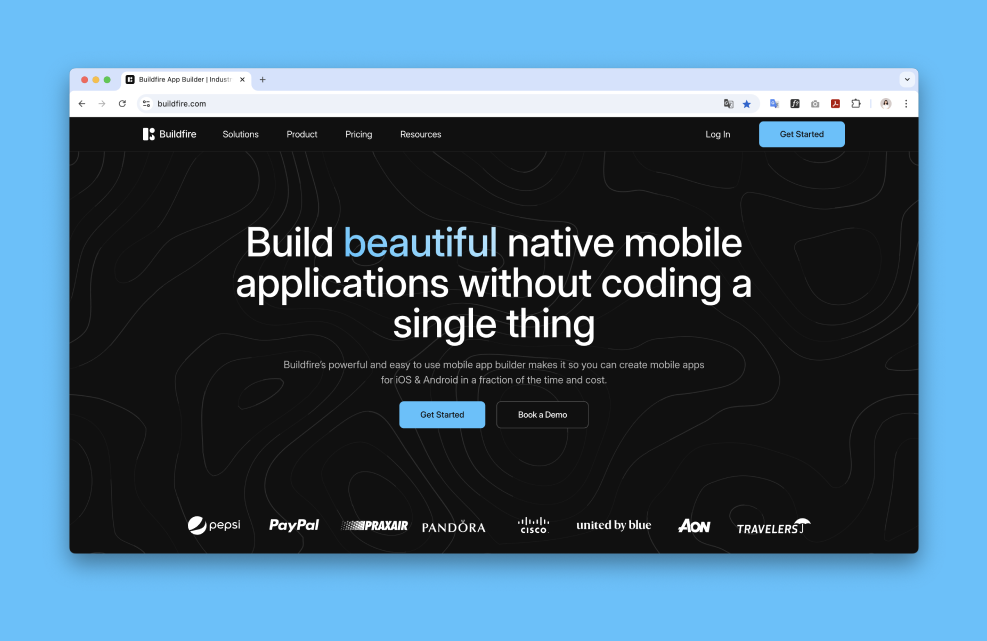 Buildfire App Builder | Indust
buildfire.com
Buildfire
Solutions
Product
Pricing
Resources
Log In
Get Started
Build beautiful native mobile
applications without coding a
single thing
Buildfire's powerful and easy to use mobile app builder makes it so you can create mobile apps
for iOS & Android in a fraction of the time and cost.
Get Started
Book a Demo
pepsi
PayPal
PRAXAIR
PANDÖRA
CISCO
united by blue
AON
TRAVELERS